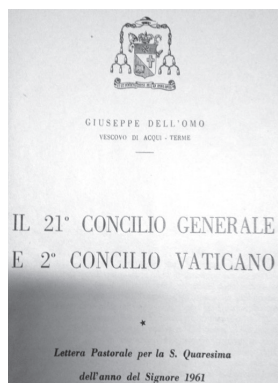 GIUSEPPE DELL'OMO
VESCOVO DI ACQUI - TERME
IL 21° CONCILIO GENERALE
E 2° CONCILIO VATICANO
Lettera Pastorale per la S. Quaresima
dell'anno del Signore 1961